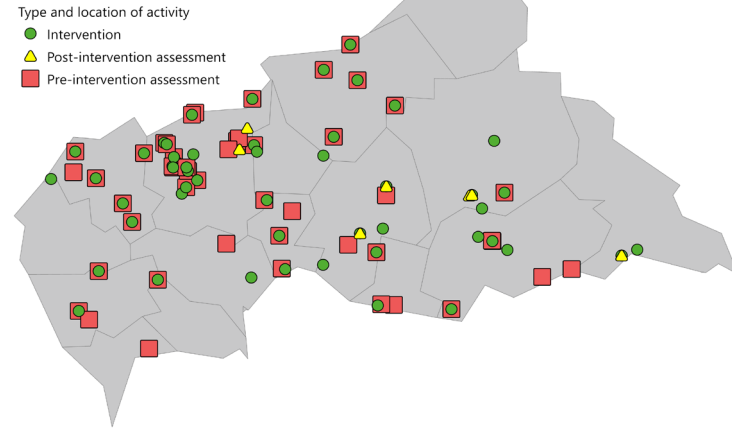 Type and location of activity
Intervention
Post-intervention assessment
Pre-intervention assessment